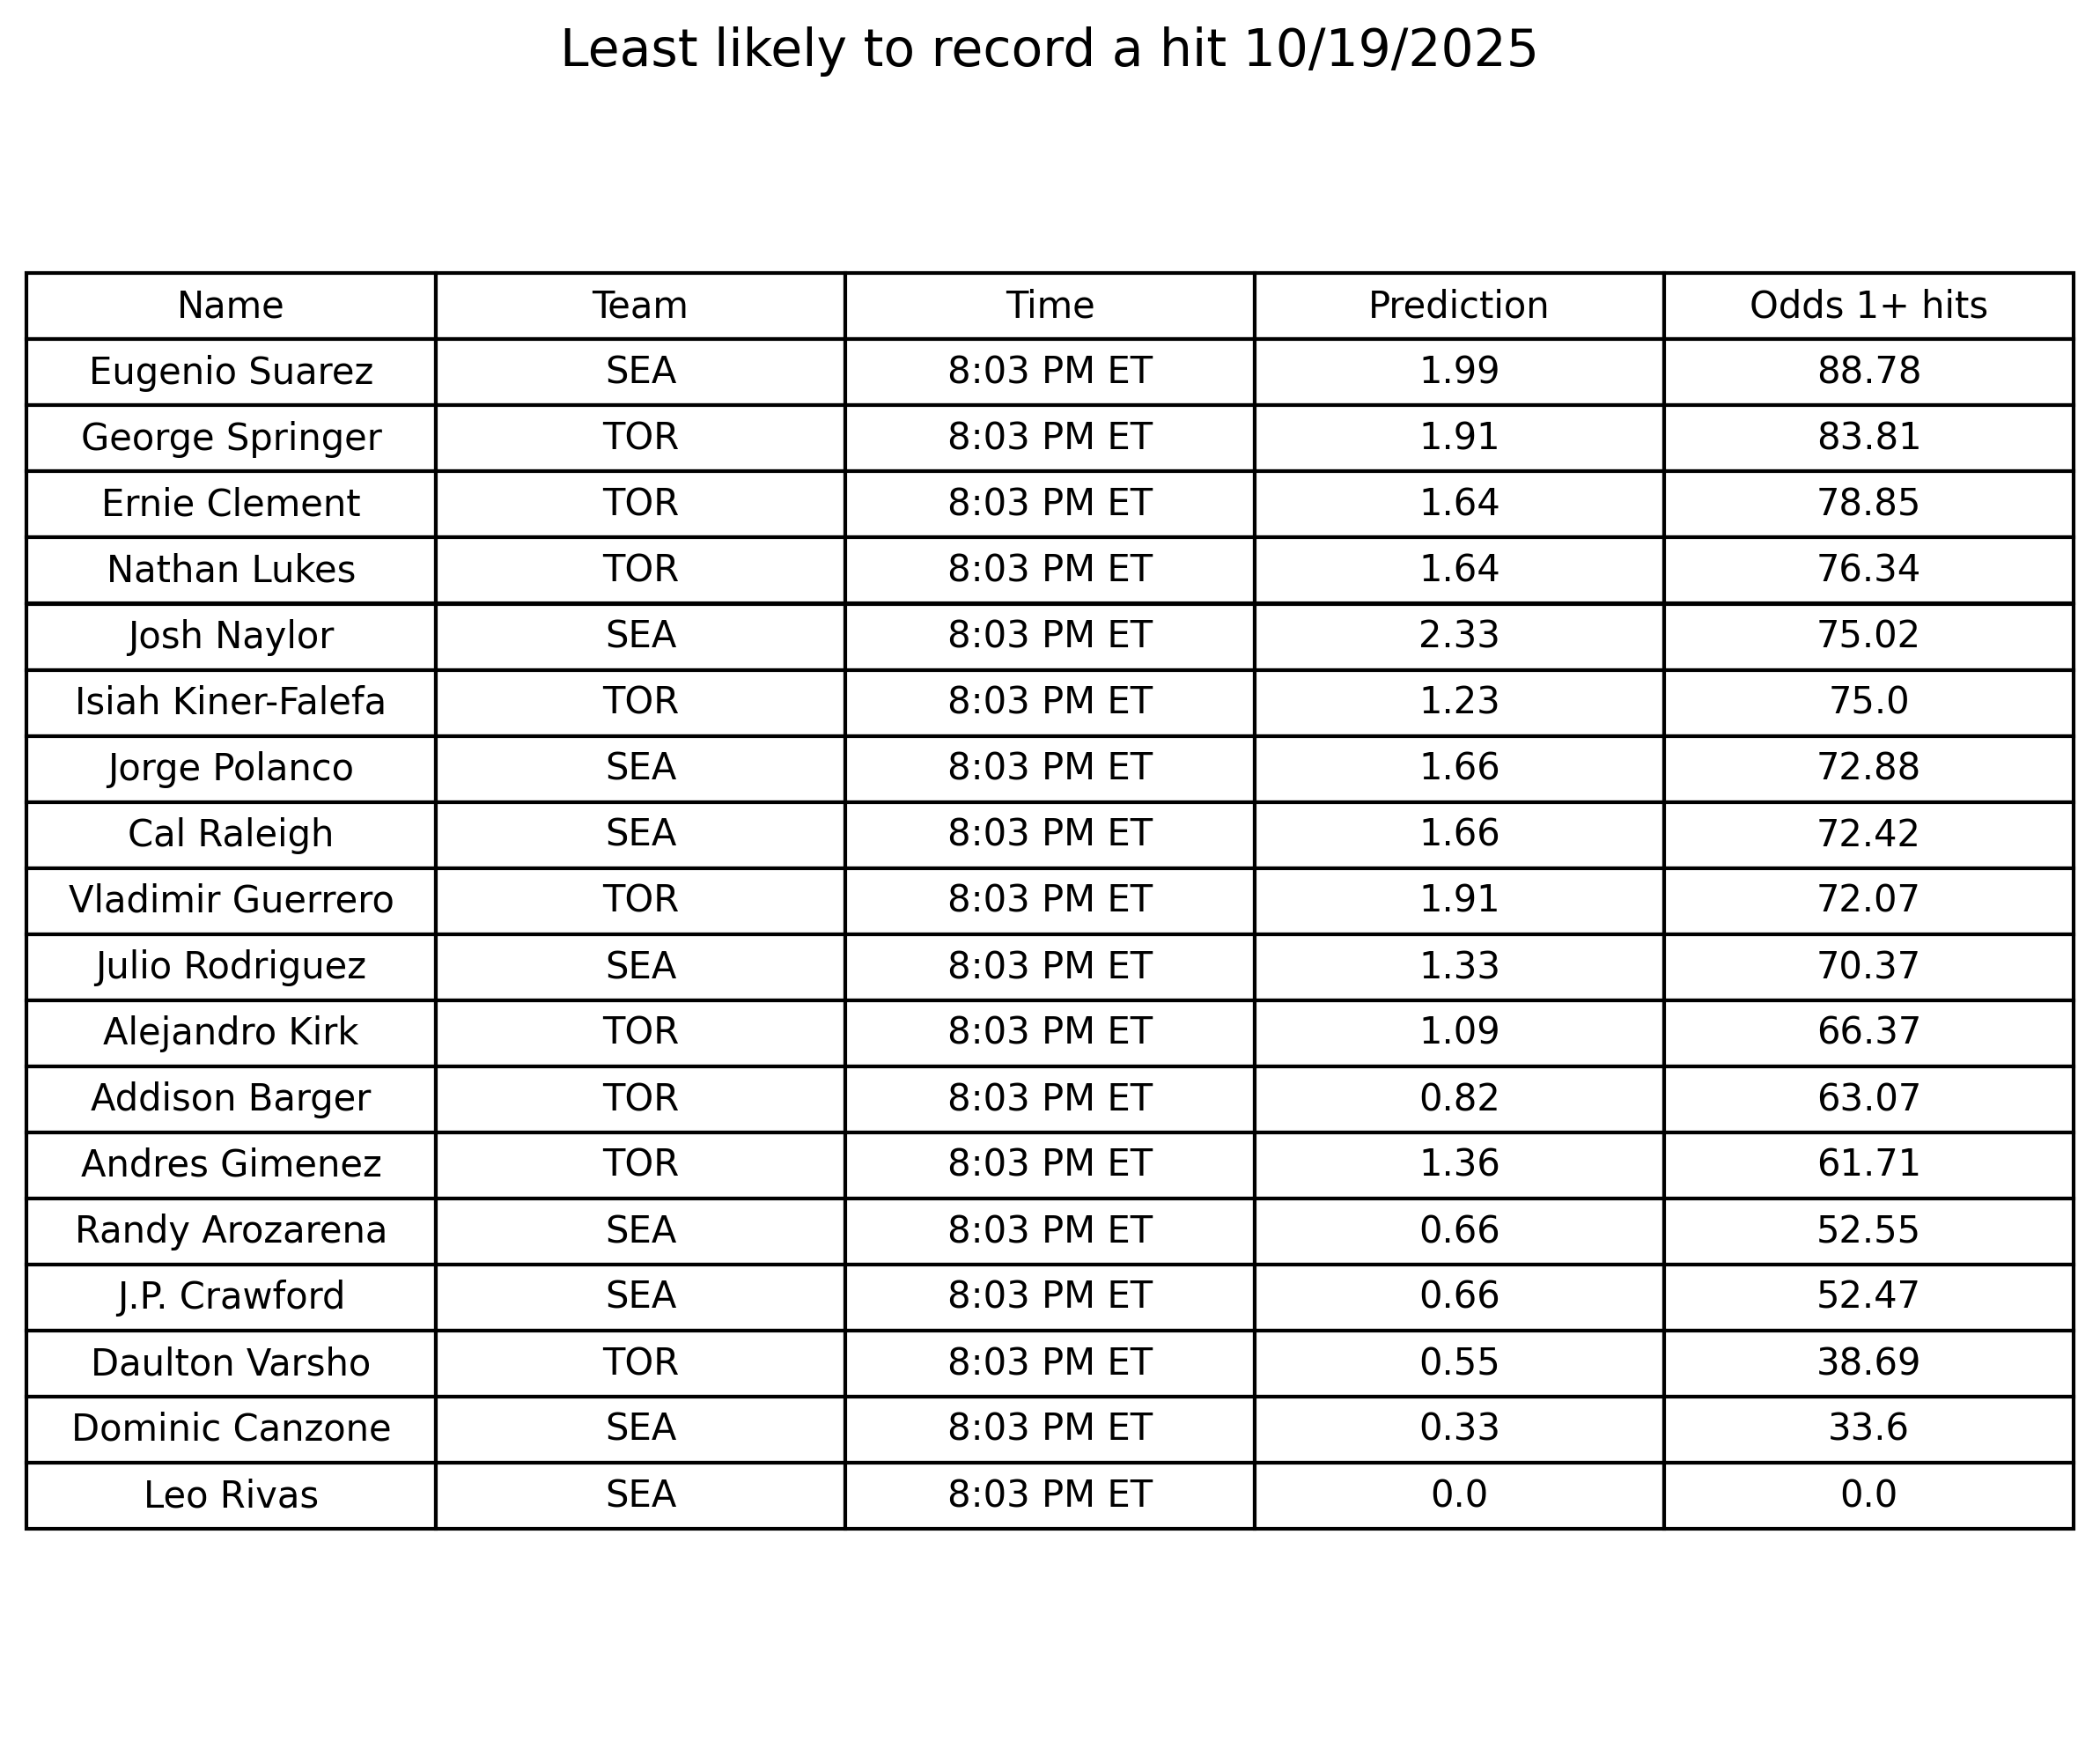 Least likely to record a hit 10/19/2025
Name Team Time Prediction Odds 1+ hits
Eugenio Suarez SEA 8:03 PM ET 1.99 88.78
George Springer TOR 8:03 PM ET 1.91 83.81
Ernie Clement TOR 8:03 PM ET 1.64 78.85
Nathan Lukes TOR 8:03 PM ET 1.64 76.34
Josh Naylor SEA 8:03 PM ET 2.33 75.02
Isiah Kiner-Falefa TOR 8:03 PM ET 1.23 75.0
Jorge Polanco SEA 8:03 PM ET 1.66 72.88
Cal Raleigh SEA 8:03 PM ET 1.66 72.42
Vladimir Guerrero TOR 8:03 PM ET 1.91 72.07
Julio Rodriguez SEA 8:03 PM ET 1.33 70.37
Alejandro Kirk TOR 8:03 PM ET 1.09 66.37
Addison Barger TOR 8:03 PM ET 0.82 63.07
Andres Gimenez TOR 8:03 PM ET 1.36 61.71
Randy Arozarena SEA 8:03 PM ET 0.66 52.55
J.P. Crawford SEA 8:03 PM ET 0.66 52.47
Daulton Varsho TOR 8:03 PM ET 0.55 38.69
Dominic Canzone SEA 8:03 PM ET 0.33 33.6
Leo Rivas SEA 8:03 PM ET 0.0 0.0